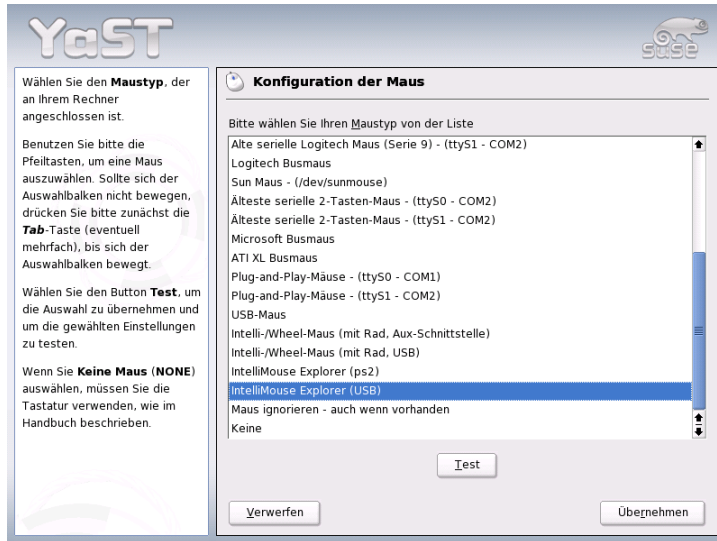 YaST
SUSE
Wählen Sie den Maustyp, der
an Ihrem Rechner
angeschlossen ist.
Benutzen Sie bitte die
Pfeiltasten, um eine Maus
auszuwählen. Sollte sich der
Auswahlbalken nicht bewegen,
drücken Sie bitte zunächst die
Tab-Taste (eventuell
mehrfach), bis sich der
Auswahlbalken bewegt.
Wählen Sie den Button Test, um
die Auswahl zu übernehmen und
um die gewählten Einstellungen
zu testen.
Wenn Sie Keine Maus (NONE)
auswählen, müssen Sie die
Tastatur verwenden, wie im
Handbuch beschrieben.
Konfiguration der Maus
Bitte wählen Sie Ihren Maustyp von der Liste
Alte serielle Logitech Maus (Serie 9) - (ttyS1 - COM2)
Logitech Busmaus
Sun Maus - (/dev/sunmouse)
Älteste serielle 2-Tasten-Maus - (ttyS0 - COM2)
Älteste serielle 2-Tasten-Maus - (ttyS1 - COM2)
Microsoft Busmaus
ATI XL Busmaus
Plug-and-Play-Mäuse - (ttyS0 - COM1)
Plug-and-Play-Mäuse - (ttyS1 - COM2)
USB-Maus
Intelli-/Wheel-Maus (mit Rad, Aux-Schnittstelle)
Intelli-/Wheel-Maus (mit Rad, USB)
IntelliMouse Explorer (ps2)
IntelliMouse Explorer (USB)
Maus ignorieren - auch wenn vorhanden
Keine
Test
Verwerfen
Übernehmen